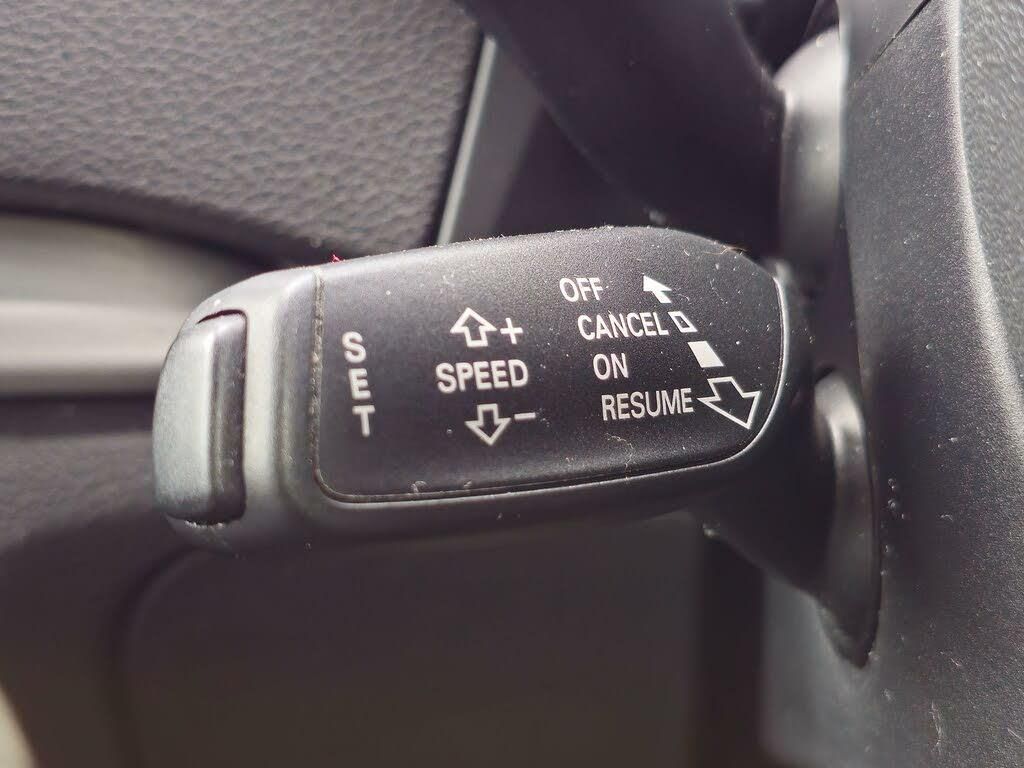 SET
+
SPEED
−
OFF
CANCEL
ON
RESUME